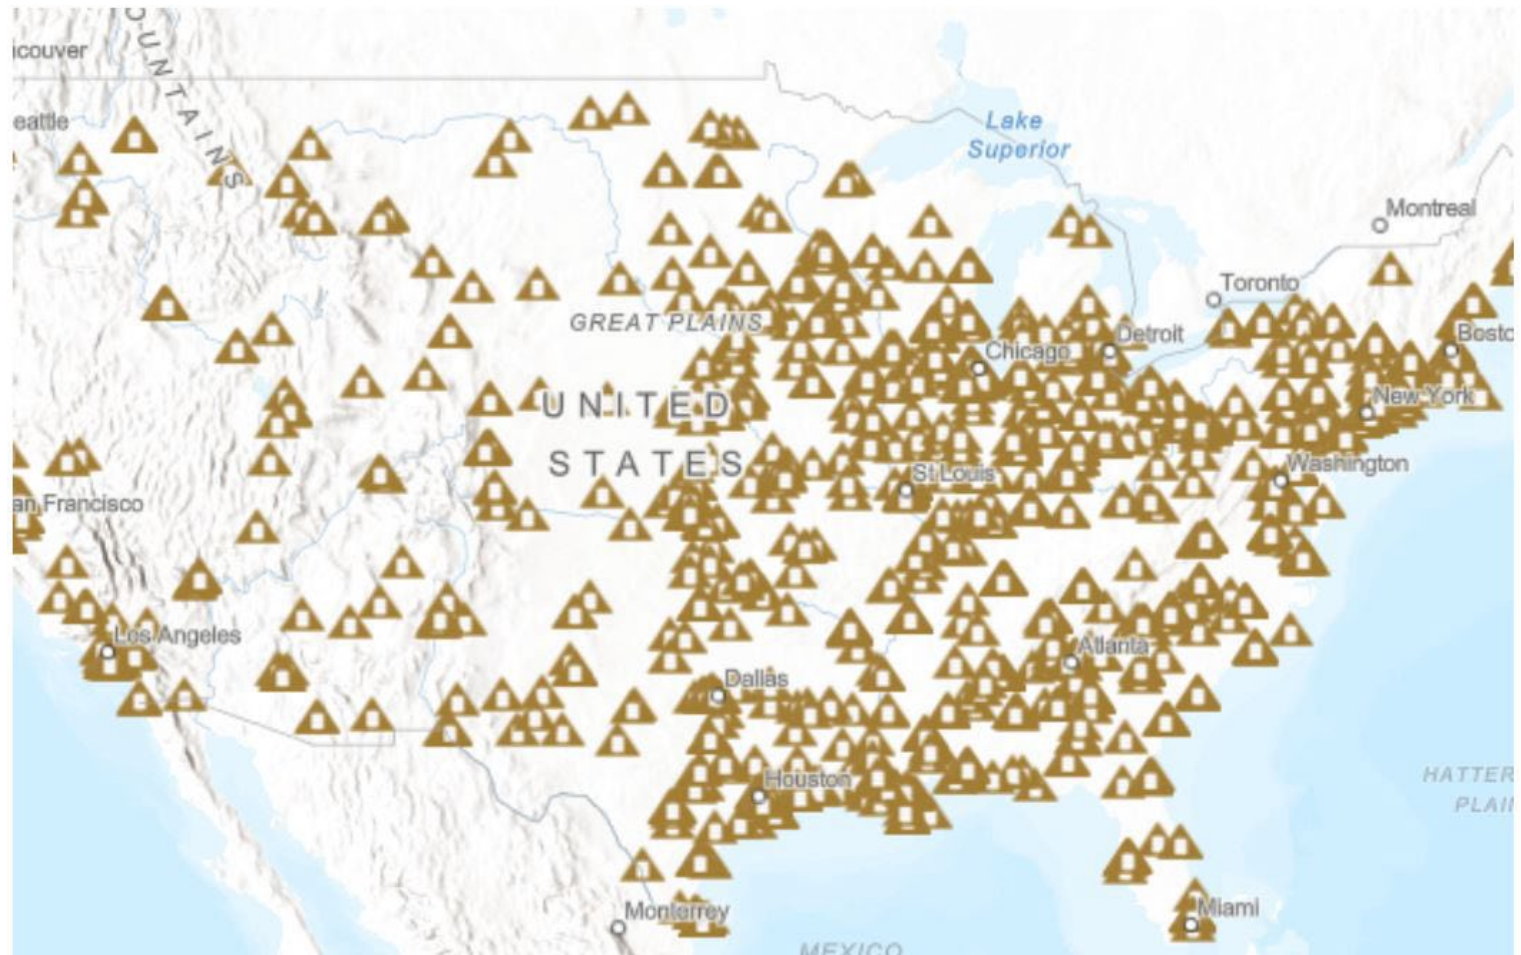 icouver
OUNTAINS
eattle
Lake
Superior
Montreal
Toronto
GREAT PLAINS
Detroit
Bosto
Chicago
UNITED
New York
STATES
Washington
St Louis
an Francisco
Los Angeles
Atlanta
Dallas
Houston
HATTER
PLAI
Monterrey
Miami
MEXICO